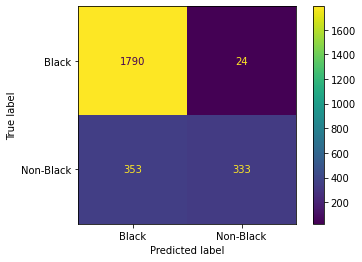 1600
1400
1200
1000
800
600
400
200
True label
Black
1790
24
Non-Black
353
333
Black
Non-Black
Predicted label